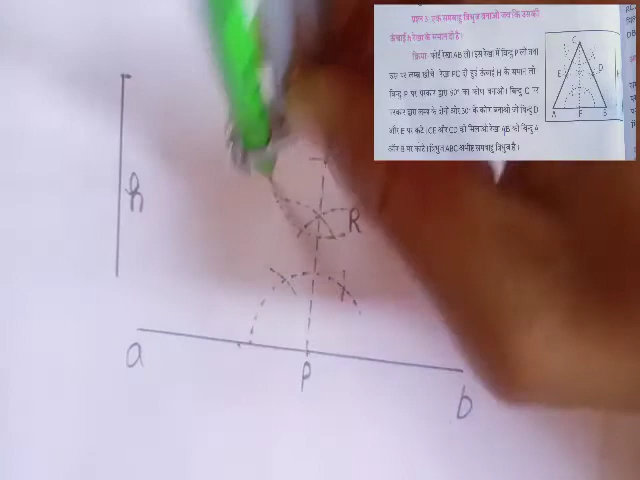 प्रश्न 3. एक समबाहु त्रिभुज बनाओ जब कि उसकी
ऊंचाई h रेखा के समान दी है?
क्रिया- कोई रेखा AB लो। इस रेखा में बिन्दु P लो तथा
उस पर लम्ब खींचो रेखा PC दी हुई ऊंचाई H के समान लो
बिन्दु P पर परकार द्वारा 90° का कोण बनाओ। बिन्दु C पर
परकार द्वारा लम्ब के दोनों ओर 30° के कोण बनाओ जो बिन्दु D
और E पर कटे। CE और CD को मिलाओ रेखा AB को बिन्दु A
और B पर काटे। त्रिभुज ABC अभीष्ट समबाहु त्रिभुज है।
C
E
D
A
B
h
R
a
P
b